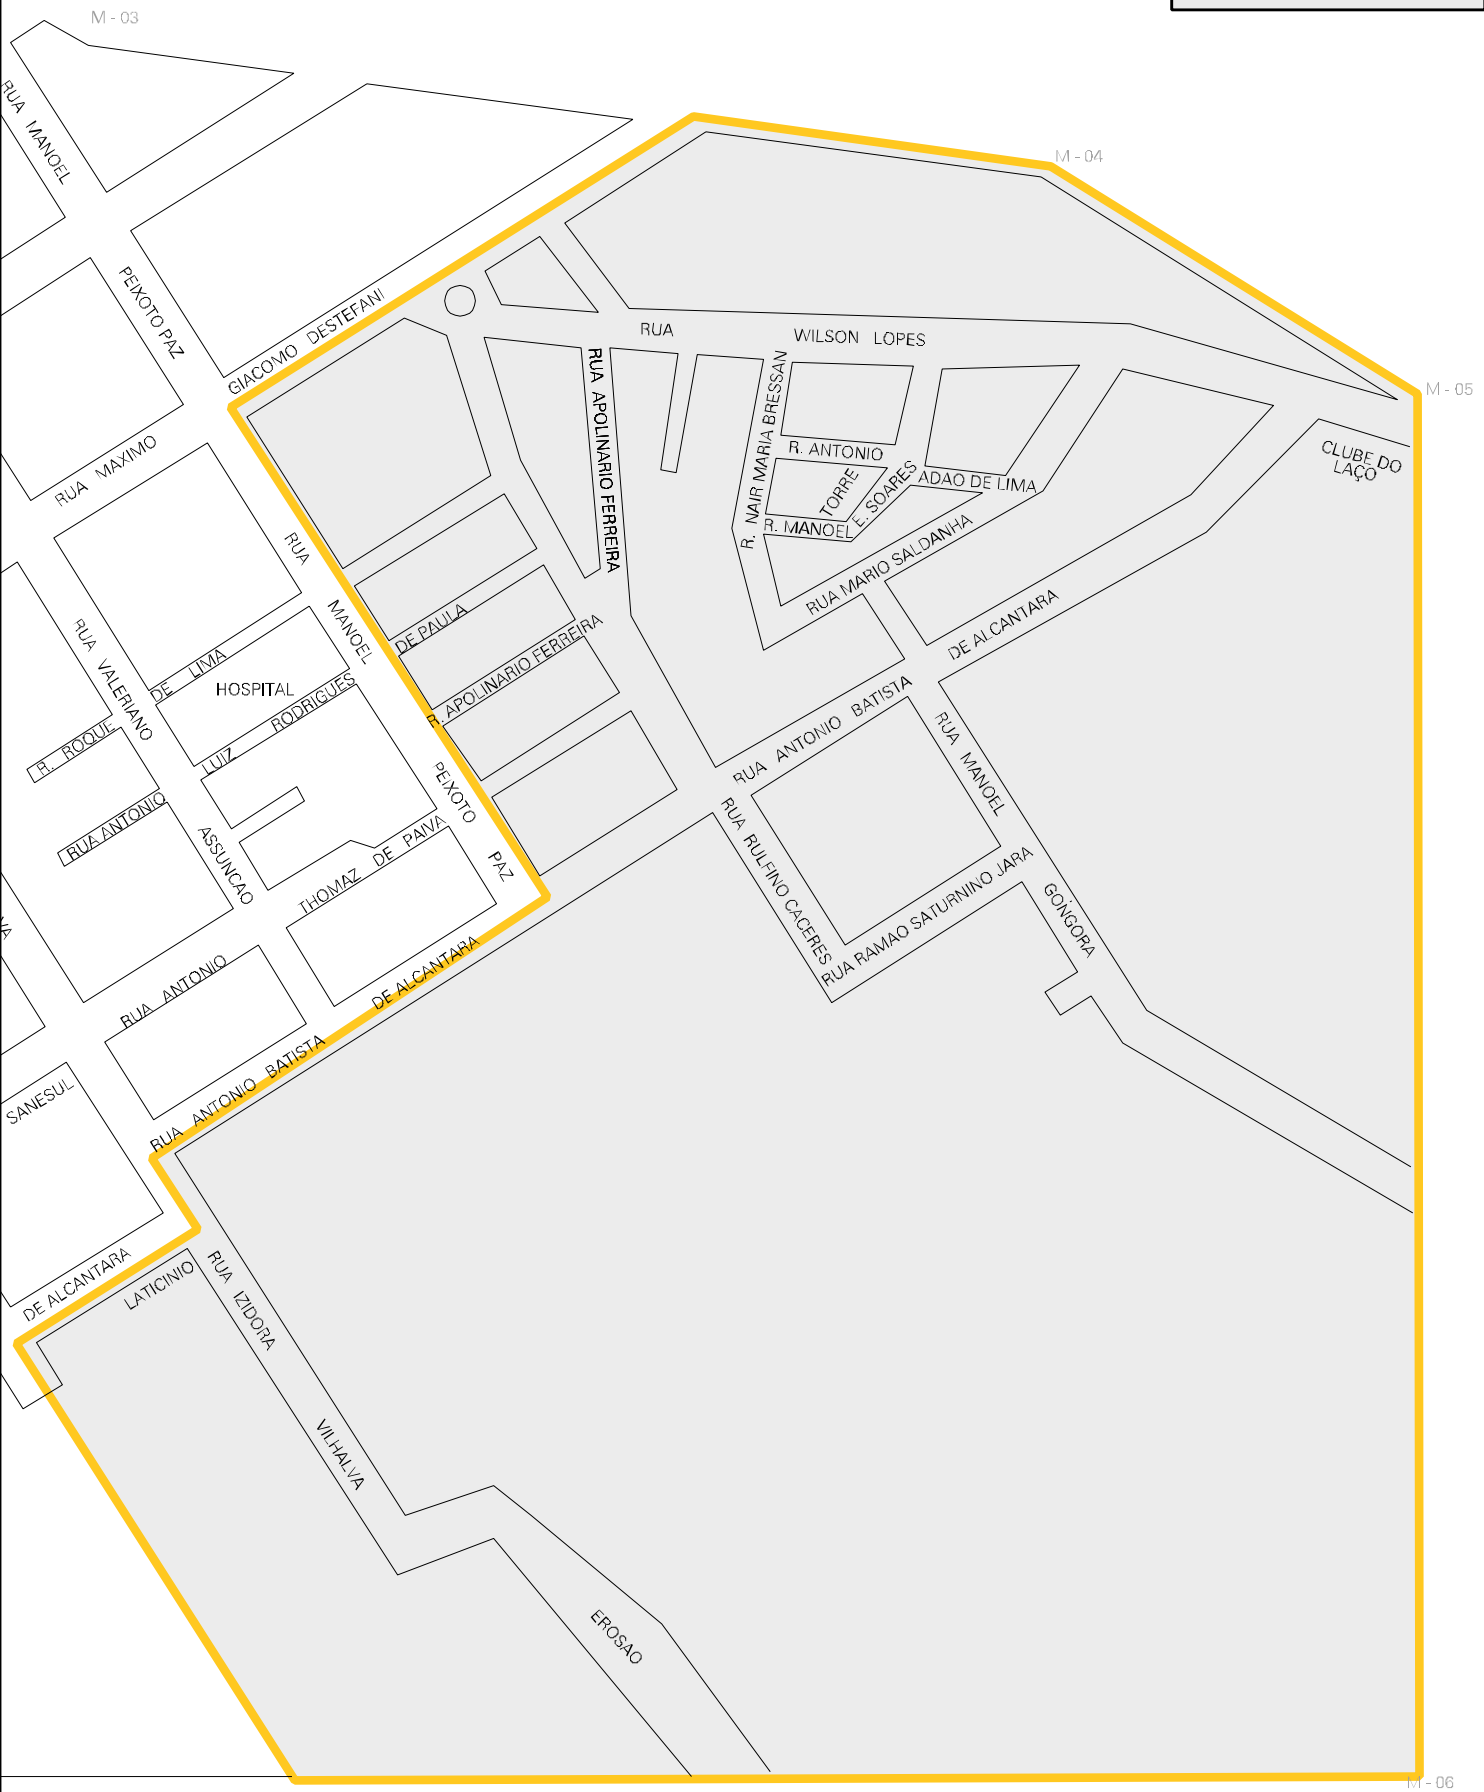 M - 03
RUA MANOEL
M - 04
PEIXOTO PAZ
GIACOMO DESTEFANI
RUA
WILSON LOPES
M - 05
RUA APOLINARIO FERREIRA
R. NAIR MARIA BRESSAN
R. ANTONIO
TORRE
E. SOARES
ADAO DE LIMA
R. MANOEL
CLUBE DO
LAÇO
RUA MAXIMO
RUA
MANOEL
RUA MARIO SALDANHA
DE PAULA
R. APOLINARIO FERREIRA
DE ALCANTARA
RUA VALERIANO
DE LIMA
HOSPITAL
LUIZ RODRIGUES
R. ROQUE
RUA ANTONIO
RUA ANTONIO BATISTA
RUA MANOEL
PEIXOTO
PAZ
ASSUNCAO
THOMAZ DE PAIVA
RUA RULFINO CACERES
RUA RAMAO SATURNINO JARA
GONGORA
VA
RUA ANTONIO
DE ALCANTARA
RUA ANTONIO BATISTA
SANESUL
DE ALCANTARA
LATICINIO
RUA IZIDORA
VILHALVA
EROSAO
M - 06